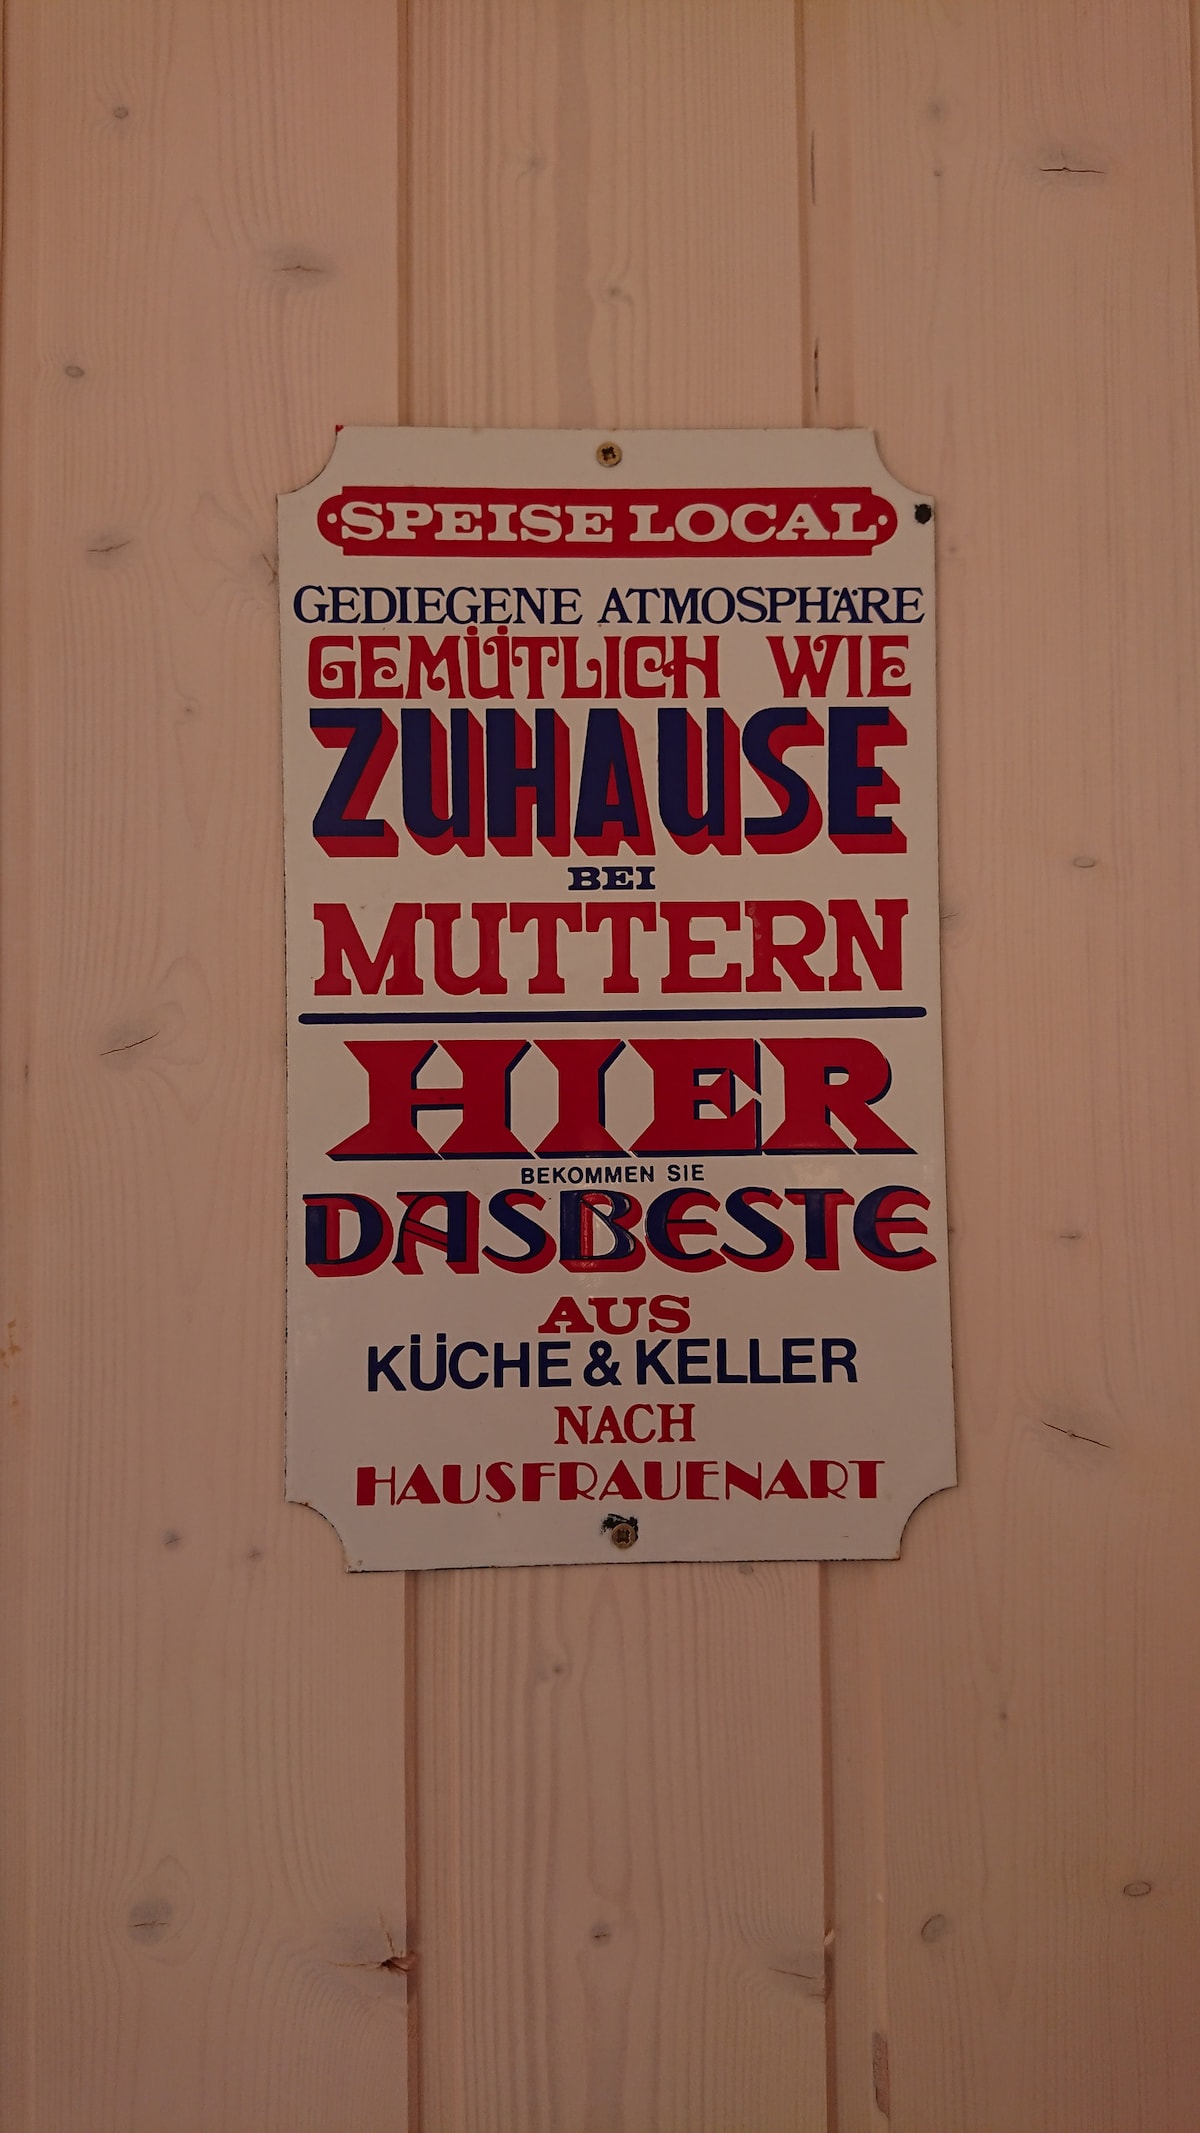 SPEISE LOCAL
GEDIEGENE ATMOSPHÄRE
GEMÜTLICH WIE
ZUHAUSE
BEI
MUTTERN
HIER
BEKOMMEN SIE
DAS BESTE
AUS
KÜCHE & KELLER
NACH
HAUSFRAUENART